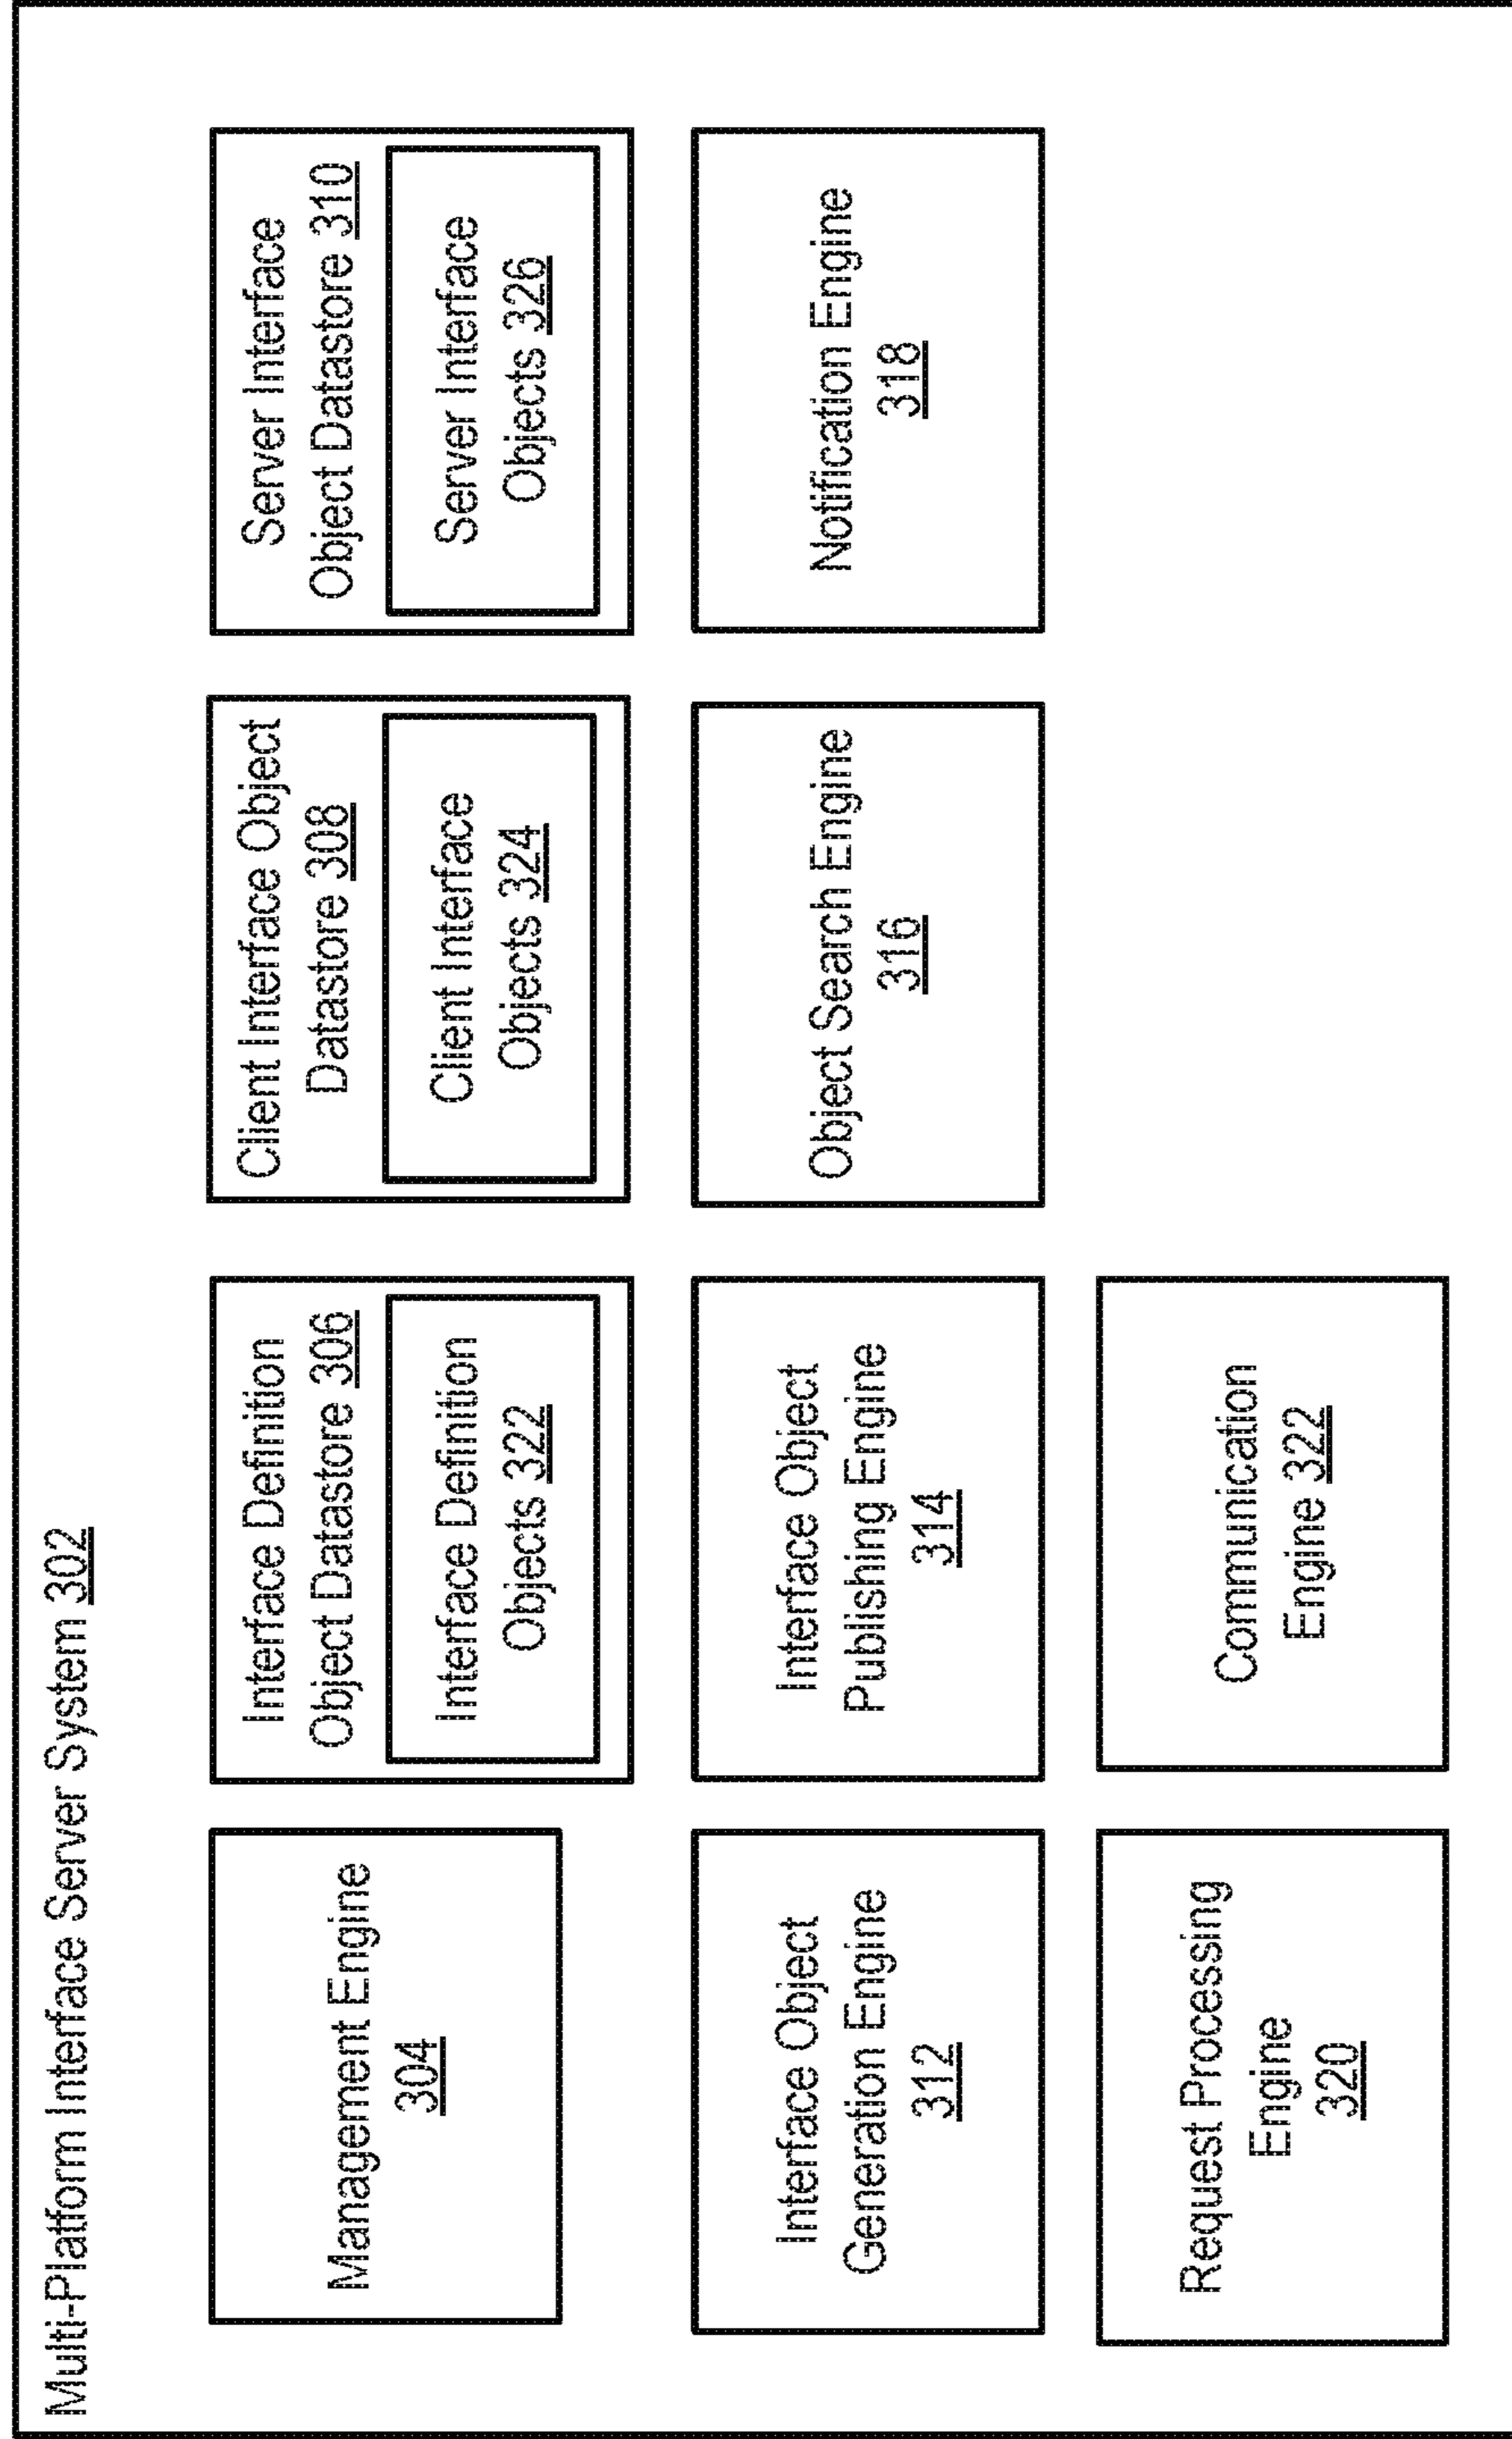 Multi-Platform Interface Server System 302
Management Engine
304
Interface Definition
Object Datastore 306
Interface Definition
Objects 322
Client Interface Object
Datastore 308
Client Interface
Objects 324
Server Interface
Object Datastore 310
Server Interface
Objects 326
Interface Object
Generation Engine
312
Interface Object
Publishing Engine
314
Object Search Engine
316
Notification Engine
318
Request Processing
Engine
320
Communication
Engine 322